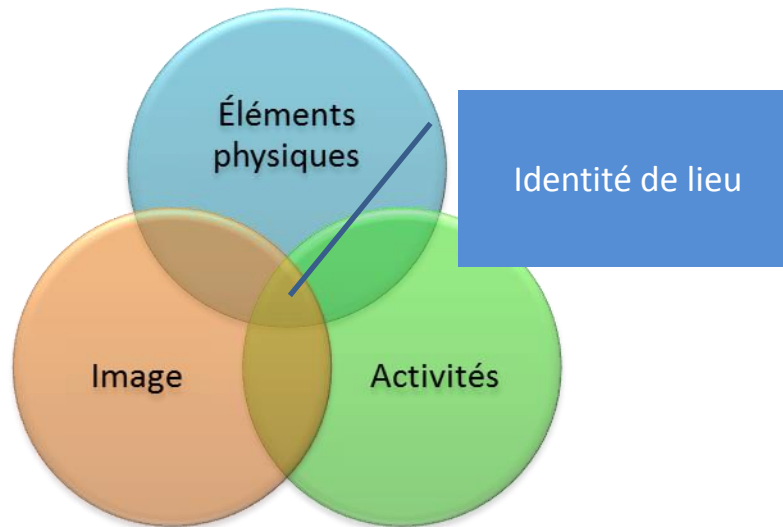 Éléments
physiques
Identité de lieu
Image
Activités